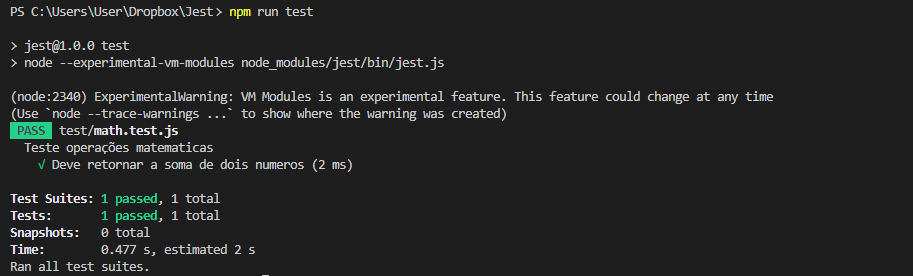 PS C:\Users\User\Dropbox\Jest> npm run test
> jest@1.0.0 test
> node --experimental-vm-modules node_modules/jest/bin/jest.js
(node:2340) ExperimentalWarning: VM Modules is an experimental feature. This feature could change at any time
(Use `node --trace-warnings ...` to show where the warning was created)
PASS test/math.test.js
Teste operações matematicas
√ Deve retornar a soma de dois numeros (2 ms)
Test Suites: 1 passed, 1 total
Tests: 1 passed, 1 total
Snapshots: 0 total
Time: 0.477 s, estimated 2 s
Ran all test suites.